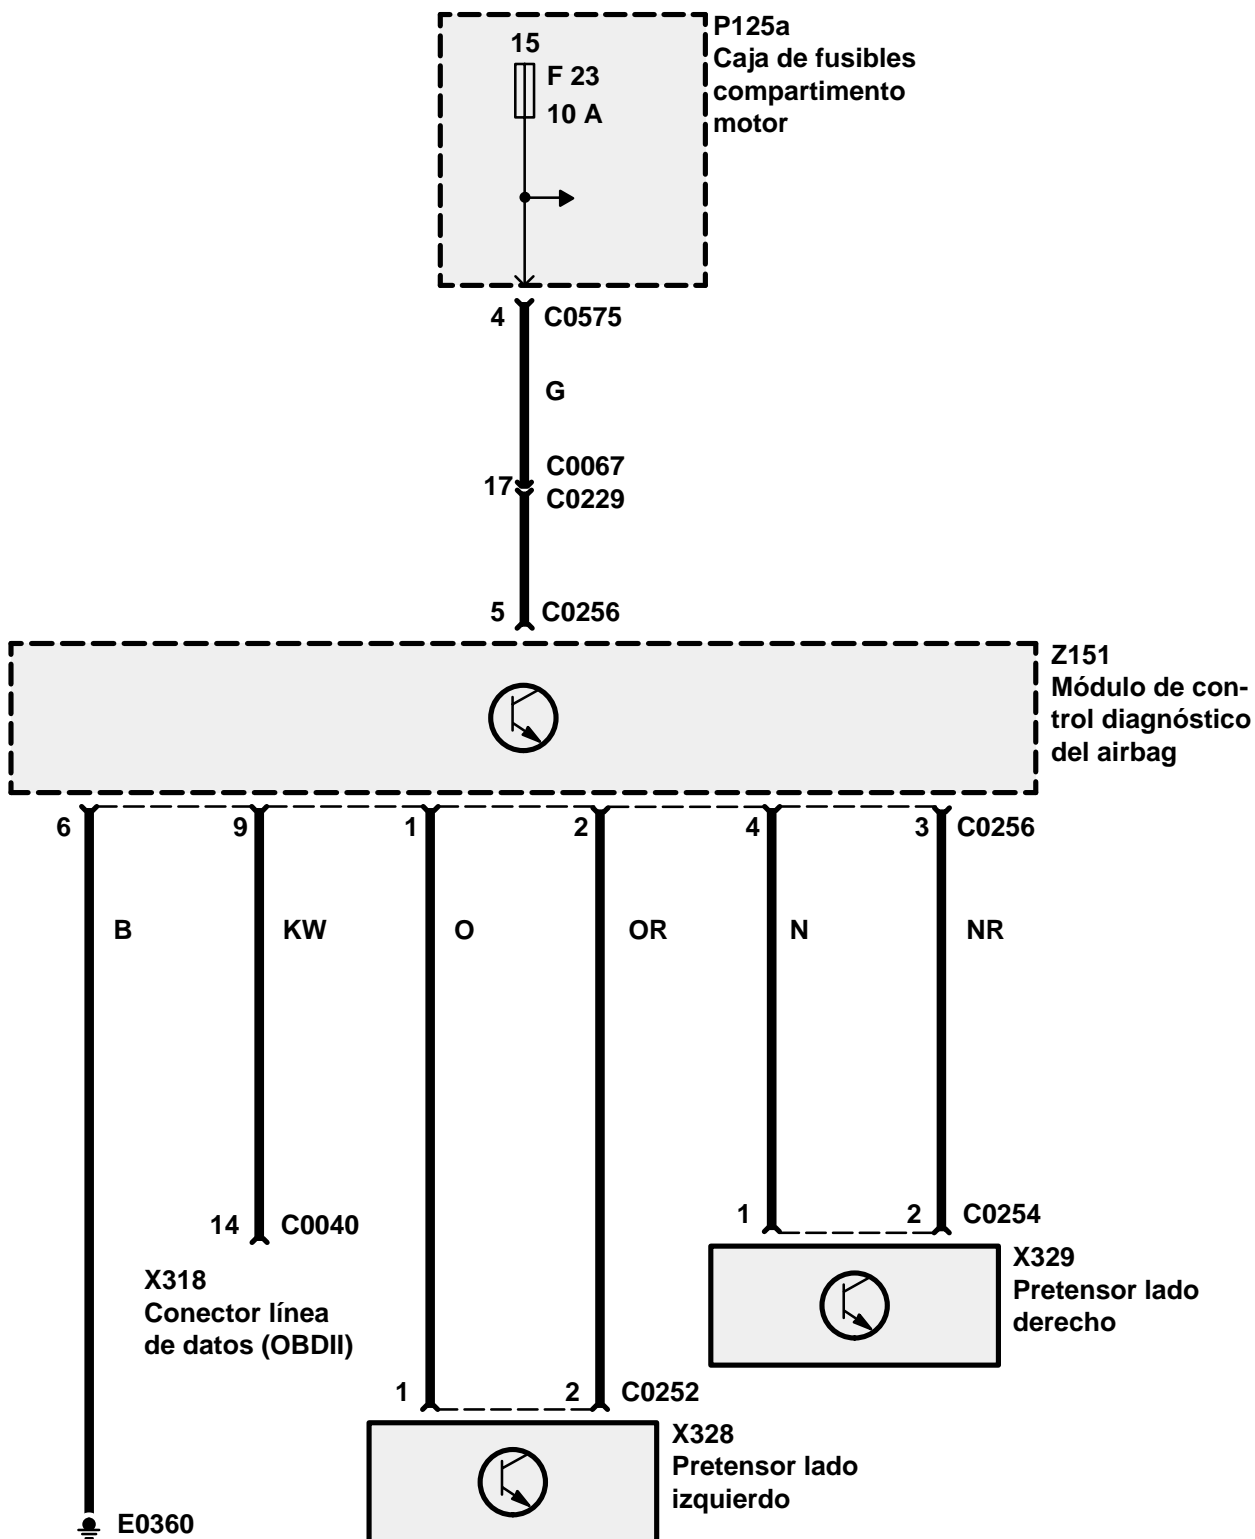 P125a
Caja de fusibles
compartimento
motor
15
F 23
10 A
4 C0575
G
C0067
17
C0229
5 C0256
Z151
Módulo de con-
trol diagnóstico
del airbag
6 9 1 2 4 3 C0256
B KW O OR N NR
1 2 C0254
14 C0040
X318
Conector línea
de datos (OBDII)
X329
Pretensor lado
derecho
1 2 C0252
X328
Pretensor lado
izquierdo
E0360